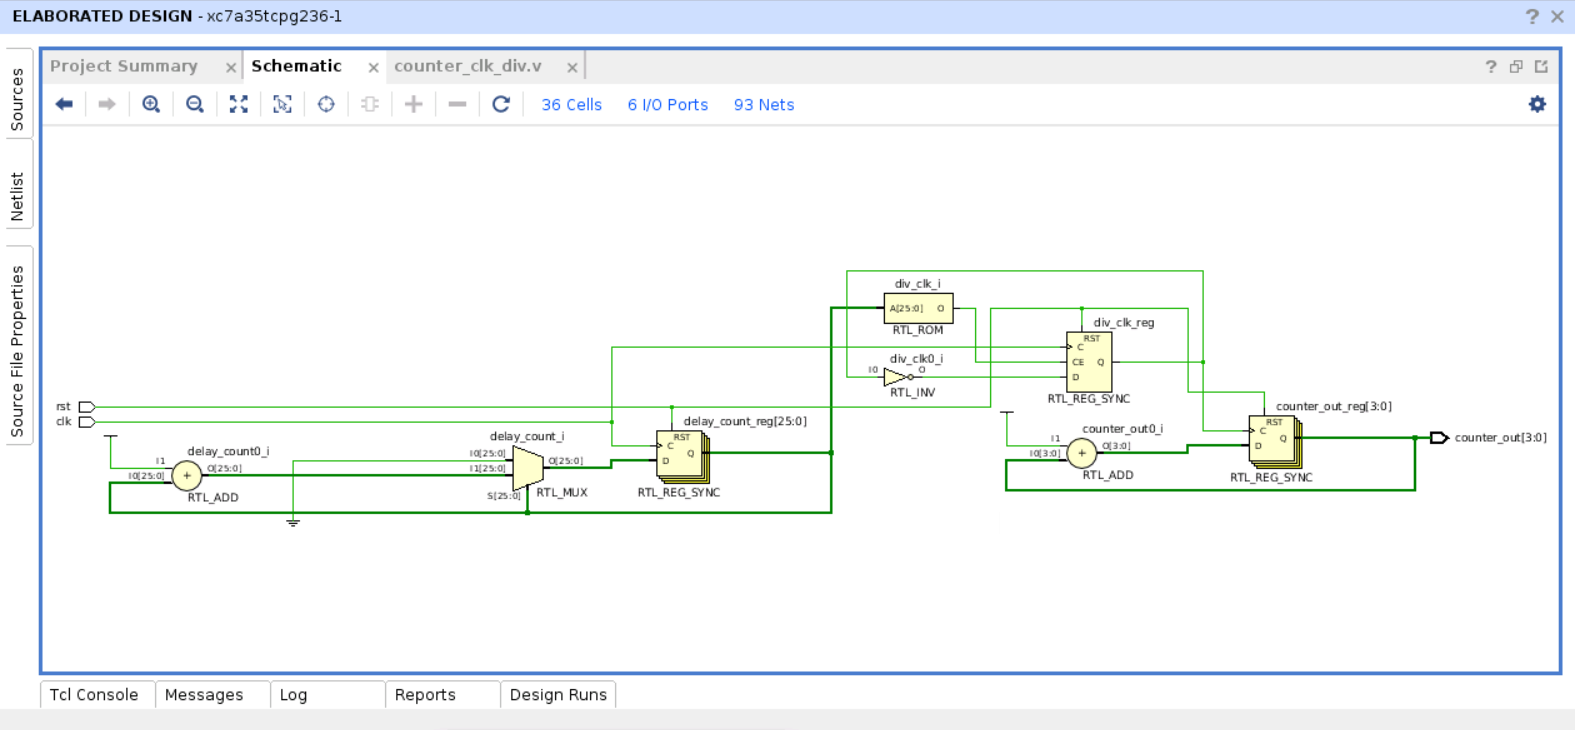 ELABORATED DESIGN - xc7a35tcpg236-1
Sources
Netlist
Source File Properties
Project Summary
Schematic
counter_clk_div.v
36 Cells
6 I/O Ports
93 Nets
rst
clk
delay_count0_i
I1
I0[25:0]
O[25:0]
+
RTL_ADD
delay_count_i
I0[25:0]
I1[25:0]
S[25:0]
O[25:0]
RTL_MUX
delay_count_reg[25:0]
RST
C
D
Q
RTL_REG_SYNC
div_clk_i
A[25:0]
O
RTL_ROM
div_clk0_i
I0
O
RTL_INV
div_clk_reg
RST
C
CE
D
Q
RTL_REG_SYNC
counter_out0_i
I1
I0[3:0]
O[3:0]
+
RTL_ADD
counter_out_reg[3:0]
RST
C
D
Q
RTL_REG_SYNC
counter_out[3:0]
Tcl Console
Messages
Log
Reports
Design Runs